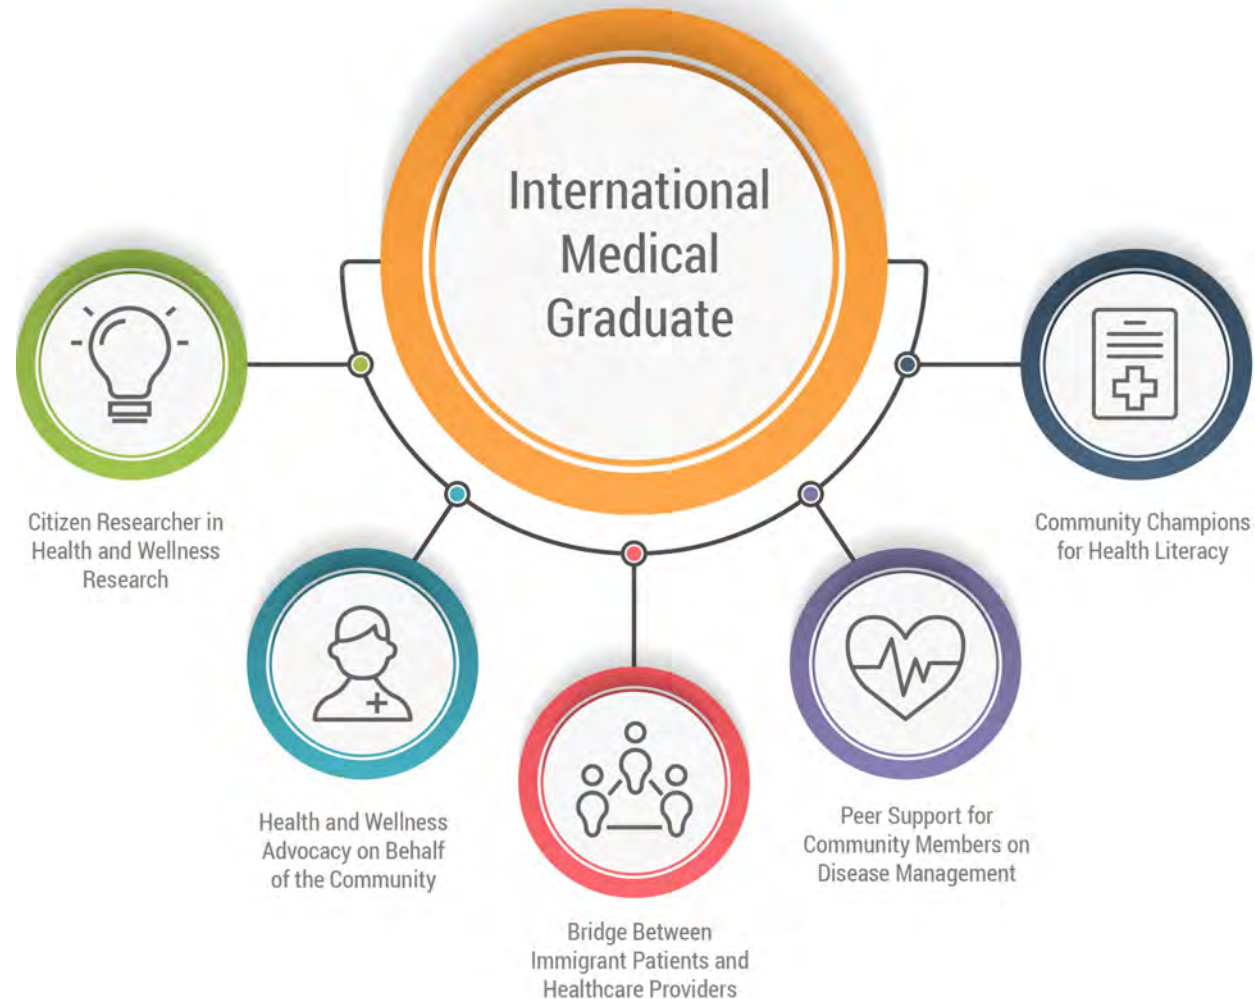 International
Medical
Graduate
Citizen Researcher in
Health and Wellness
Research
Health and Wellness
Advocacy on Behalf
of the Community
Bridge Between
Immigrant Patients and
Healthcare Providers
Peer Support for
Community Members on
Disease Management
Community Champions
for Health Literacy